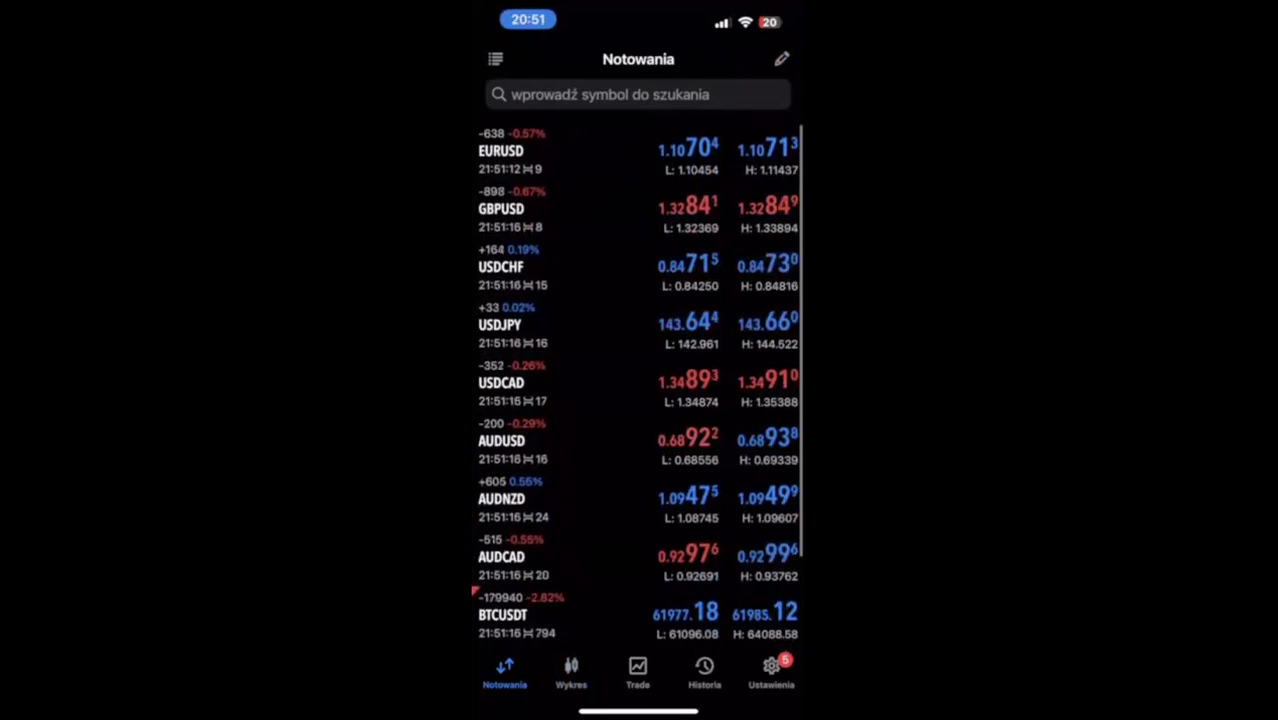 20:51
20
Notowania
wprowadź symbol do szukania
-638 -0.57%
EURUSD 1.10704 1.10713
21:51:12 9 L: 1.10454 H: 1.11437
-898 -0.67%
GBPUSD 1.32841 1.32849
21:51:16 8 L: 1.32369 H: 1.33894
+164 0.19%
USDCHF 0.84715 0.84730
21:51:16 15 L: 0.84250 H: 0.84816
+33 0.02%
USDJPY 143.644 143.660
21:51:16 16 L: 142.961 H: 144.522
-352 -0.26%
USDCAD 1.34893 1.34910
21:51:16 17 L: 1.34874 H: 1.35388
-200 -0.29%
AUDUSD 0.68922 0.68938
21:51:16 16 L: 0.68556 H: 0.69339
+605 0.55%
AUDNZD 1.09475 1.09499
21:51:16 24 L: 1.08745 H: 1.09607
-515 -0.55%
AUDCAD 0.92976 0.92996
21:51:16 20 L: 0.92691 H: 0.93762
-179940 -2.82%
BTCUSDT 61977.18 61985.12
21:51:16 794 L: 61096.08 H: 64088.58
5
Notowania Wykres Trade Historia Ustawienia